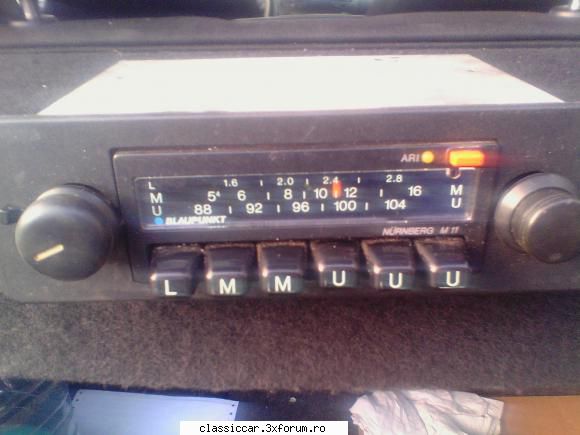 ARI
L 1.6 2.0 2.4 2.8
M 5⁴ 6 8 10 12 16 M
U 88 92 96 100 104 U
BLAUPUNKT
NÜRNBERG M 11
L M M U U U
classiccar.3xforum.ro